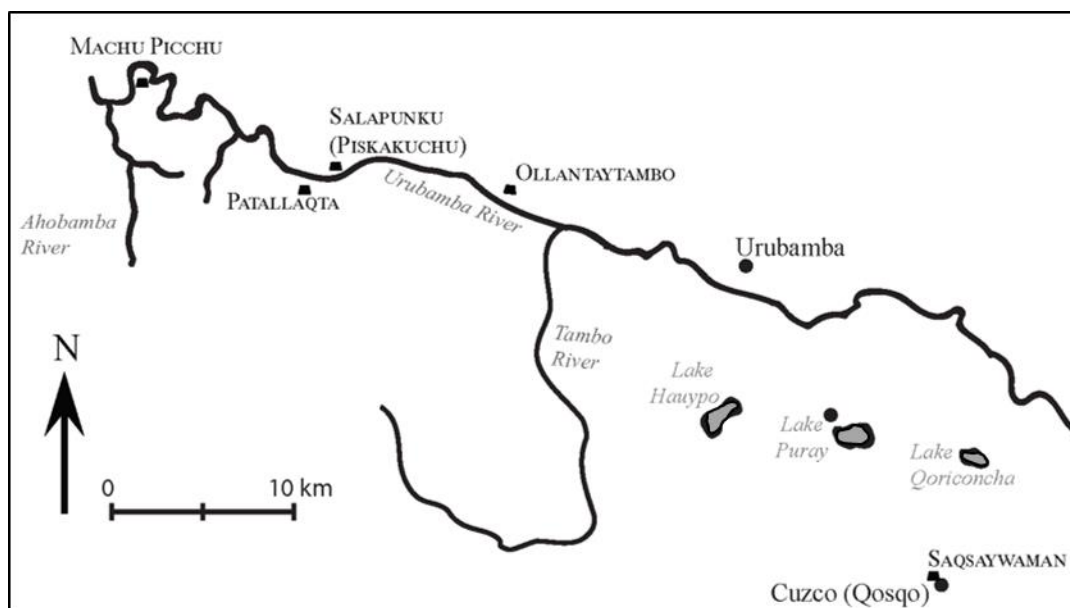 MACHU PICCHU
SALAPUNKU
(PISKAKUCHU)
OLLANTAYTAMBO
PATALLAQTA
Urubamba River
Ahobamba
River
Urubamba
N
Tambo
River
Lake
Hauypo
Lake
Puray
Lake
Qoriconcha
0 10 km
SAQSAYWAMAN
Cuzco (Qosqo)